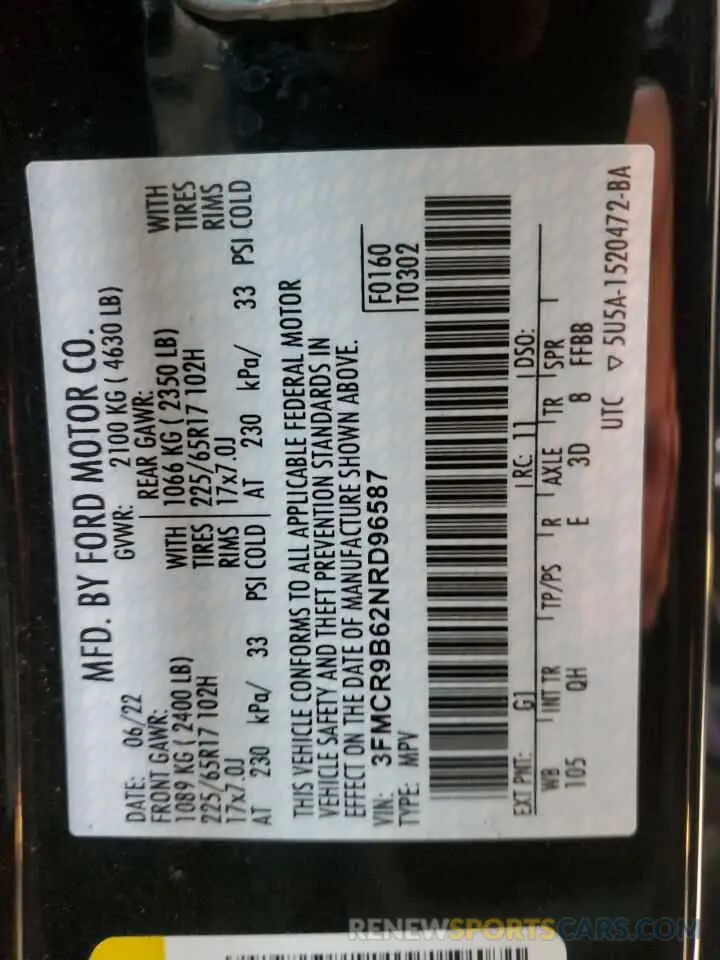 MFD. BY FORD MOTOR CO.
DATE: 06/22 GVWR: 2100 KG ( 4630 LB)
FRONT GAWR: REAR GAWR:
1089 KG ( 2400 LB) WITH 1066 KG ( 2350 LB) WITH
225/65R17 102H TIRES 225/65R17 102H TIRES
17x7.0J RIMS 17x7.0J RIMS
AT 230 kPa/ 33 PSI COLD AT 230 kPa/ 33 PSI COLD
THIS VEHICLE CONFORMS TO ALL APPLICABLE FEDERAL MOTOR
VEHICLE SAFETY AND THEFT PREVENTION STANDARDS IN
EFFECT ON THE DATE OF MANUFACTURE SHOWN ABOVE.
VIN: 3FMCR9B62NRD96587 F0160
TYPE: MPV T0302
EXT PNT: G1 RC: 11 DSO:
WB INT TR TP/PS R AXLE TR SPR
105 QH E 3D 8 FFBB
UTC ▽ 5U5A-1520472-BA
RENEWSPORTSCARS.COM